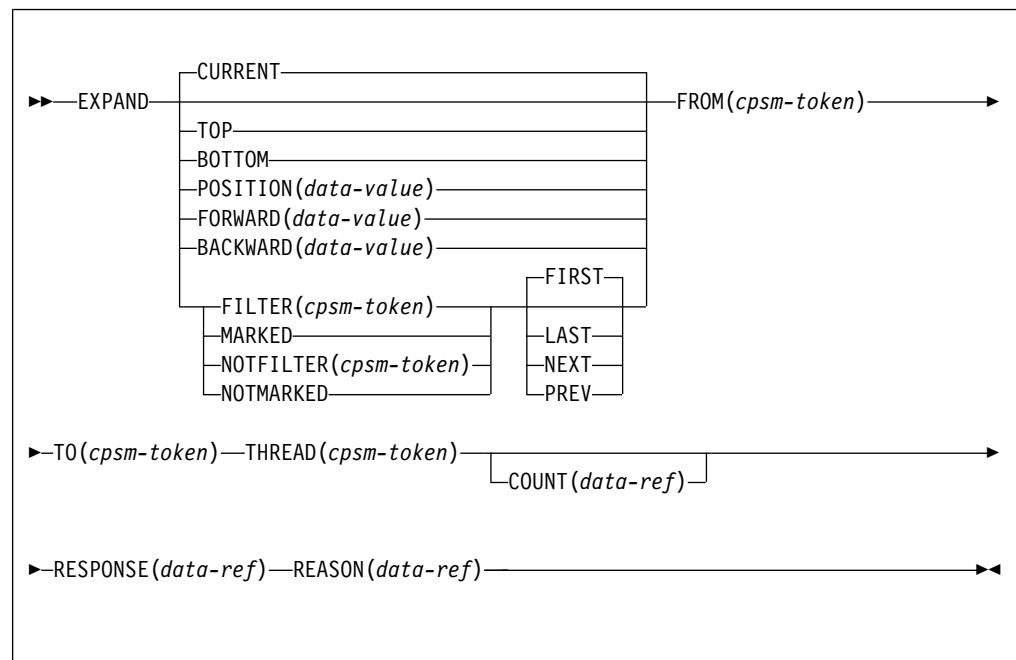 CURRENT
EXPAND FROM(cpsm-token)
TOP
BOTTOM
POSITION(data-value)
FORWARD(data-value)
BACKWARD(data-value)
FIRST
FILTER(cpsm-token)
MARKED LAST
NOTFILTER(cpsm-token) NEXT
NOTMARKED PREV
TO(cpsm-token) THREAD(cpsm-token)
COUNT(data-ref)
RESPONSE(data-ref) REASON(data-ref)